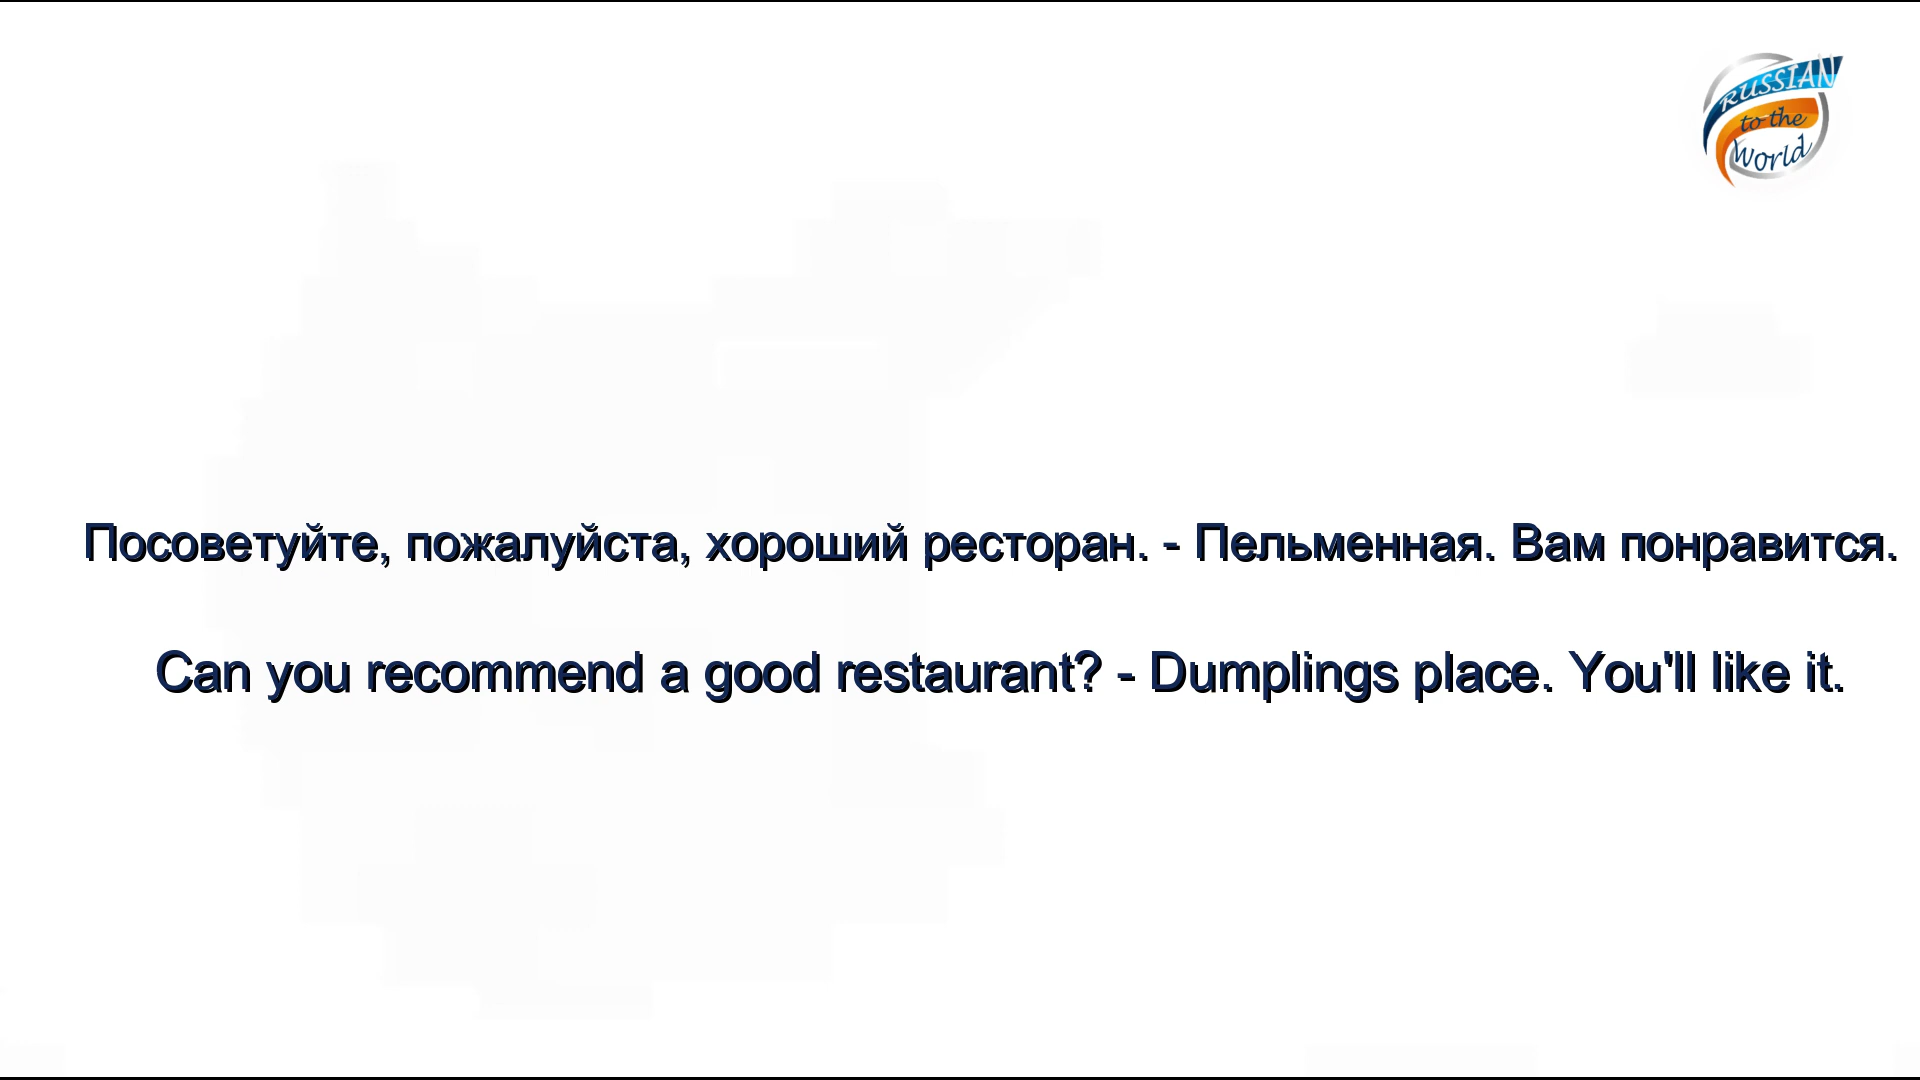 RUSSIAN
to the
World
Посоветуйте, пожалуйста, хороший ресторан. - Пельменная. Вам понравится.
Can you recommend a good restaurant? - Dumplings place. You'll like it.